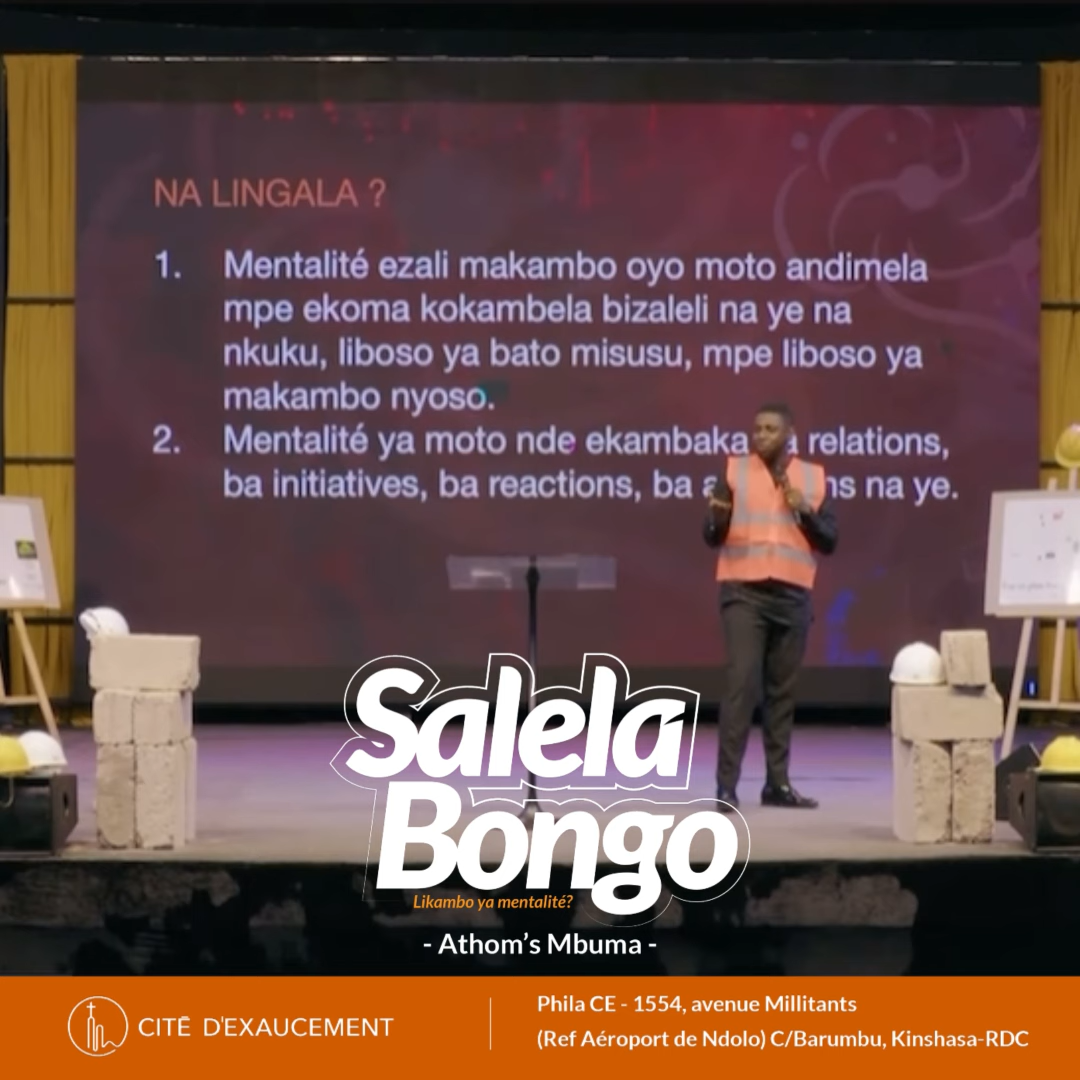 NA LINGALA ?
1. Mentalité ezali makambo oyo moto andimela
mpe ekoma kokambela bizaleli na ye na
nkuku, liboso ya bato misusu, mpe liboso ya
makambo nyoso.
2. Mentalité ya moto nde ekambaka relations,
ba initiatives, ba reactions, ba na ye.
Salelá
Bongó
Likambo ya mentalité?
- Athom’s Mbuma -
CITÉ D'EXAUCEMENT
Phila CE - 1554, avenue Millitants
(Ref Aéroport de Ndolo) C/Barumbu, Kinshasa-RDC